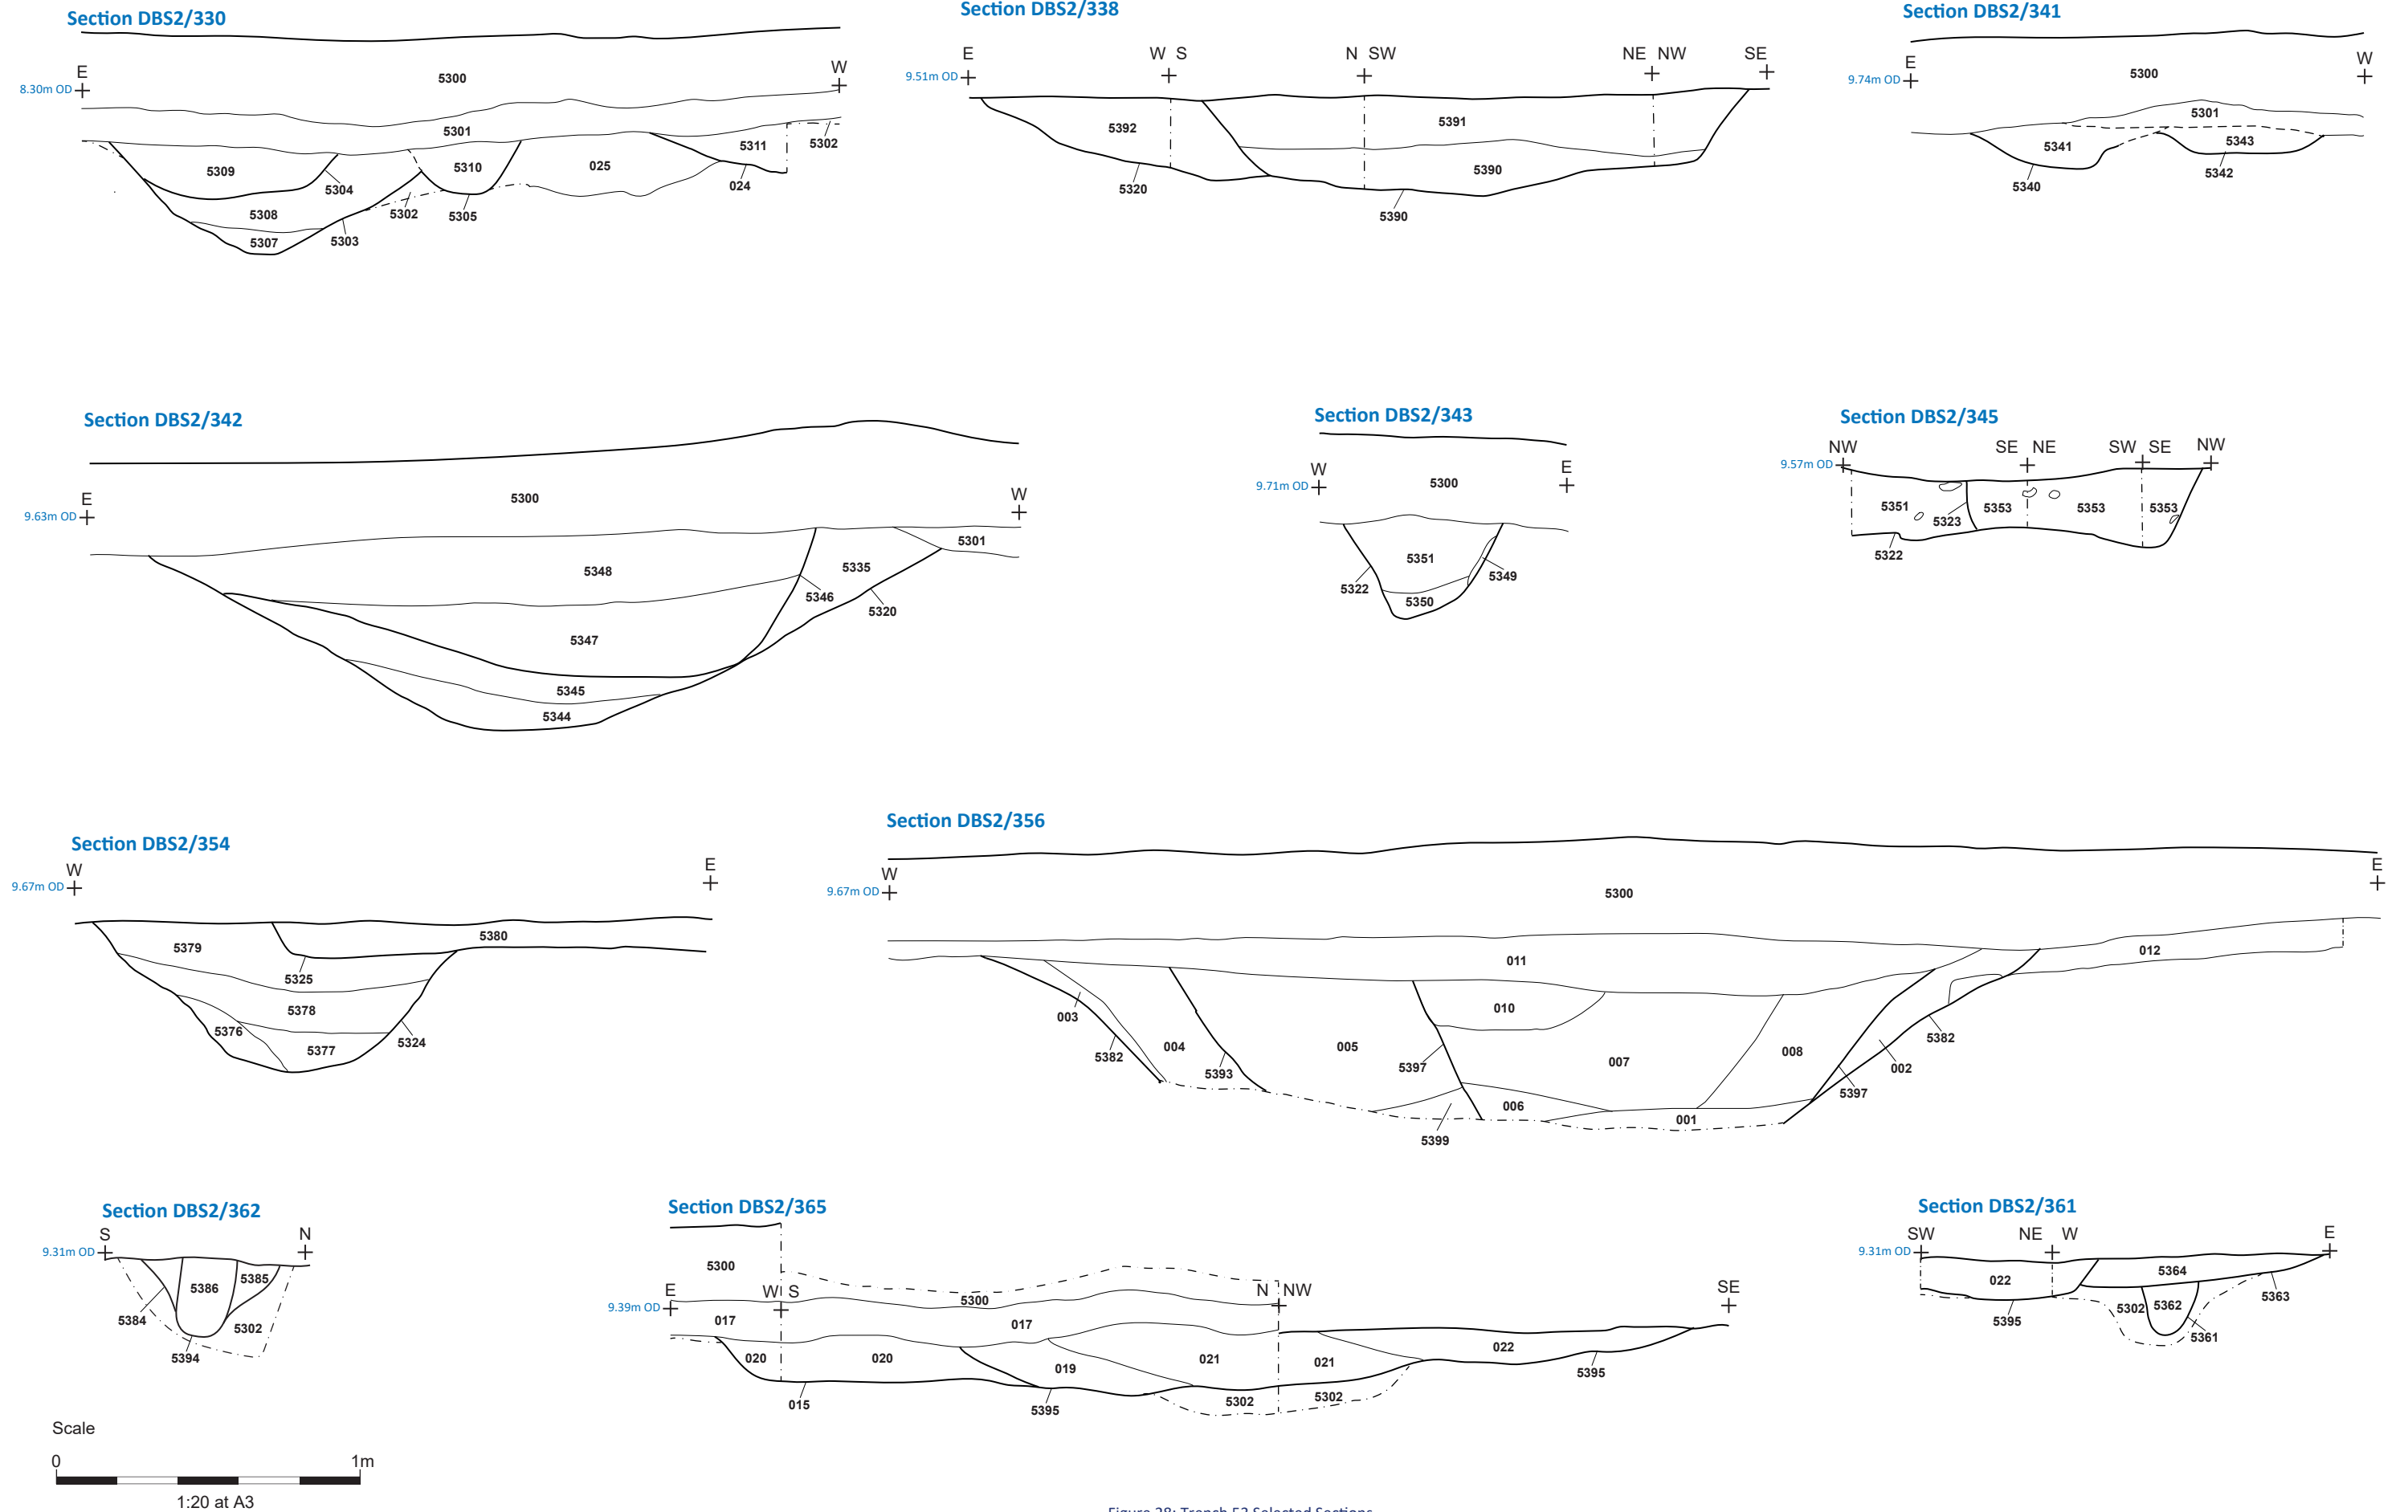 Section DBS2/330
E
W
8.30m OD
5300
5301
5302
5309
5304
5310
025
5311
024
5308
5302
5305
5307
5303
Section DBS2/338
E
W S
N SW
NE NW
SE
9.51m OD
5392
5391
5320
5390
5390
Section DBS2/341
E
W
9.74m OD
5300
5301
5341
5343
5340
5342
Section DBS2/342
E
W
9.63m OD
5300
5301
5348
5335
5346
5320
5347
5345
5344
Section DBS2/343
W
E
9.71m OD
5300
5351
5322
5349
5350
Section DBS2/345
NW
SE NE
SW SE
NW
9.57m OD
5351
5323
5353
5353
5353
5322
Section DBS2/354
W
E
9.67m OD
5379
5380
5325
5378
5376
5377
5324
Section DBS2/356
W
E
9.67m OD
5300
011
012
003
010
5382
004
5393
005
5397
007
008
5382
002
5397
006
001
5399
Section DBS2/362
S
N
9.31m OD
5386
5385
5384
5302
5394
Section DBS2/365
5300
E
W S
N NW
SE
9.39m OD
5300
017
017
020
020
019
021
021
022
5395
015
5395
5302
5302
Section DBS2/361
SW
NE W
E
9.31m OD
022
5364
5302
5362
5363
5395
5361
Scale
0 1m
1:20 at A3